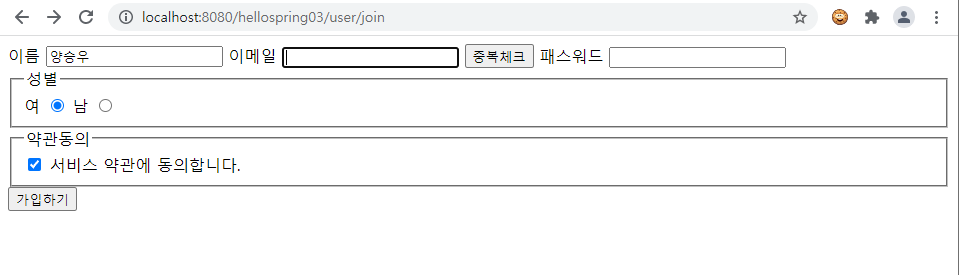 localhost:8080/hellospring03/user/join
이름 양승우 이메일 중복체크 패스워드
성별
여 남
약관동의
서비스 약관에 동의합니다.
가입하기